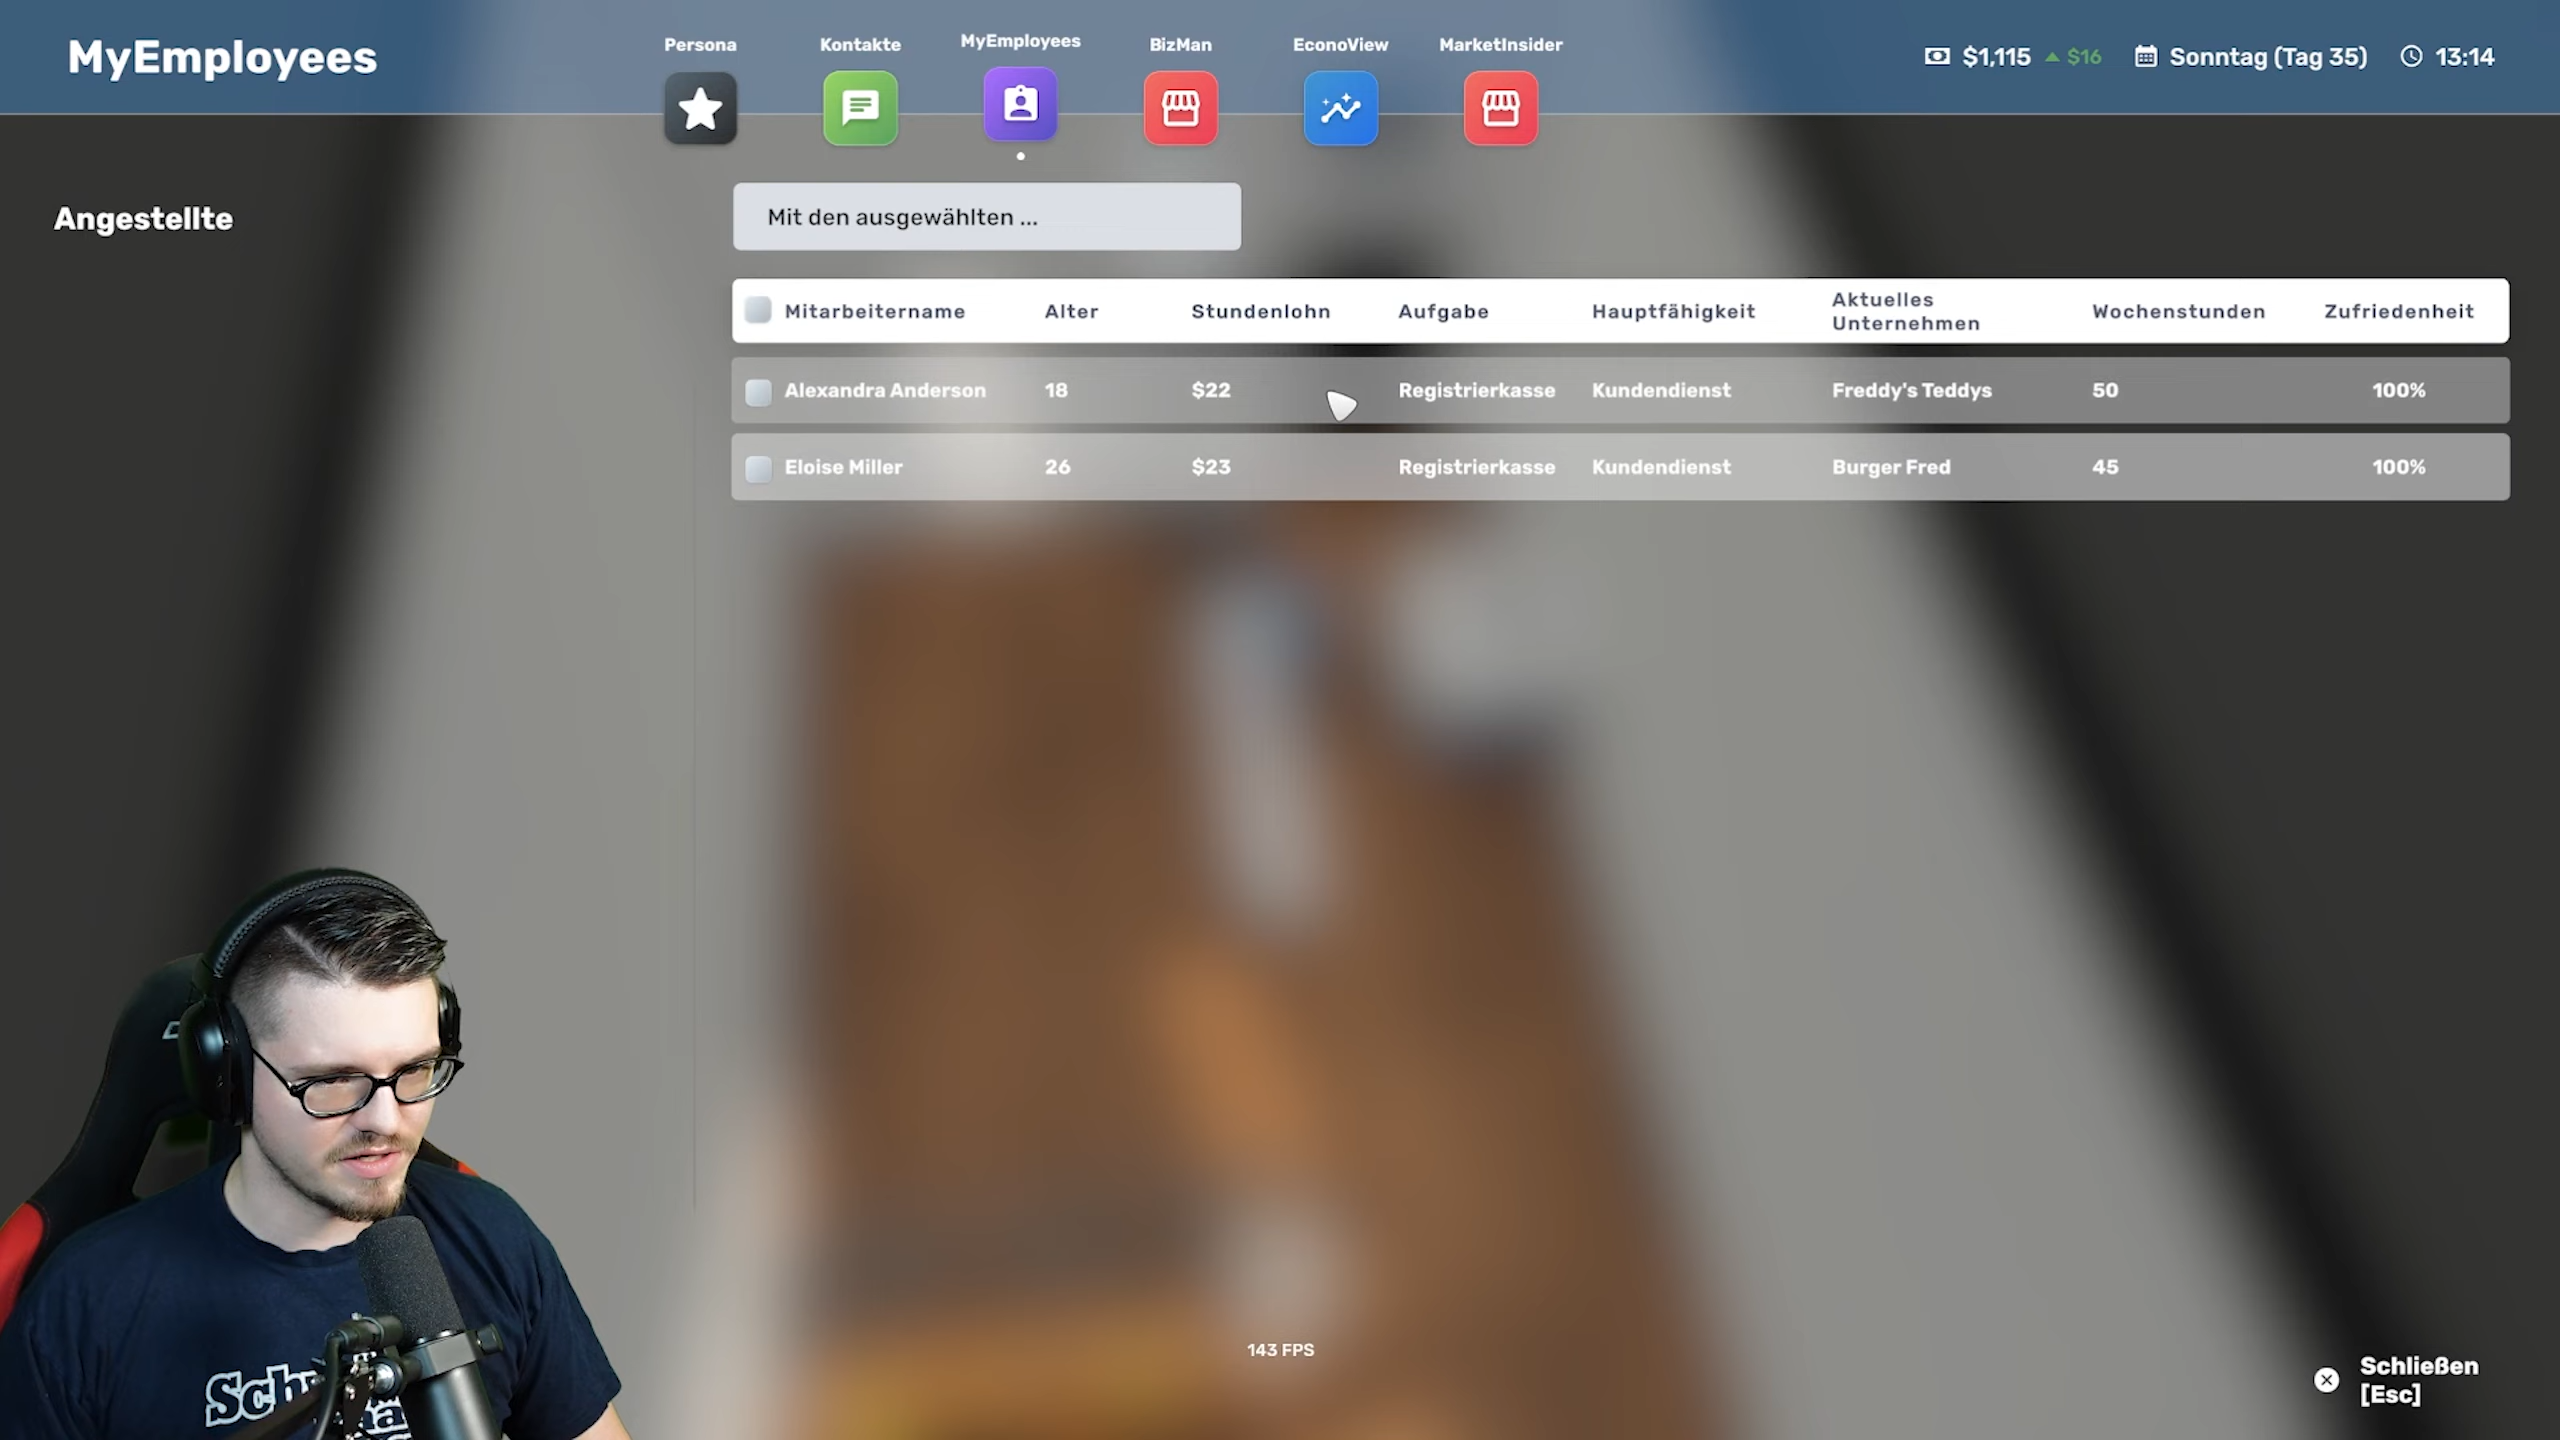 MyEmployees
Persona
Kontakte
MyEmployees
BizMan
EconoView
MarketInsider
$1,115 $16
Sonntag (Tag 35)
13:14
Angestellte
Mit den ausgewählten ...
Mitarbeitername Alter Stundenlohn Aufgabe Hauptfähigkeit Aktuelles Unternehmen Wochenstunden Zufriedenheit
Alexandra Anderson 18 $22 Registrierkasse Kundendienst Freddy's Teddys 50 100%
Eloise Miller 26 $23 Registrierkasse Kundendienst Burger Fred 45 100%
143 FPS
Schließen
[Esc]